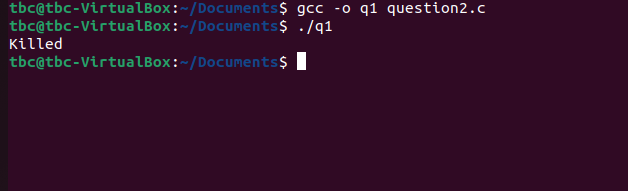 tbc@tbc-VirtualBox:~/Documents$ gcc -o q1 question2.c
tbc@tbc-VirtualBox:~/Documents$ ./q1
Killed
tbc@tbc-VirtualBox:~/Documents$